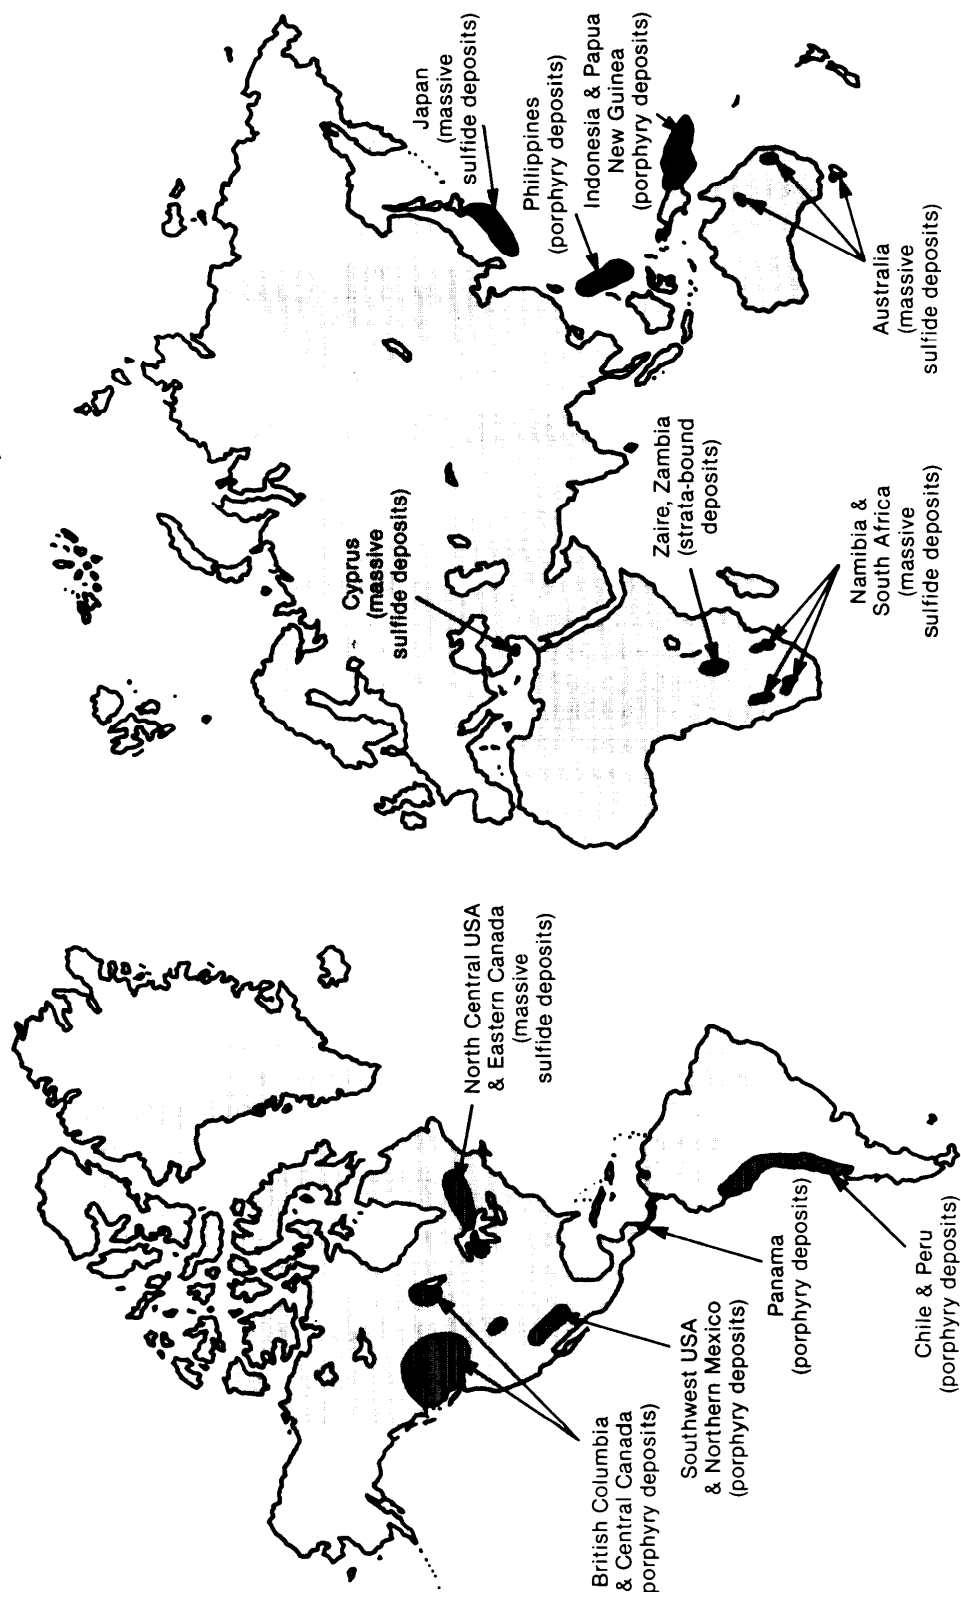 British Columbia
& Central Canada
porphyry deposits)
Southwest USA
& Northern Mexico
(porphyry deposits)
Panama
(porphyry deposits)
Chile & Peru
(porphyry deposits)
North Central USA
& Eastern Canada
(massive
sulfide deposits)
Cyprus
(massive
sulfide deposits)
Zaire, Zambia
(strata-bound
deposits)
Namibia &
South Africa
(massive
sulfide deposits)
Japan
(massive
sulfide deposits)
Philippines
(porphyry deposits)
Indonesia & Papua
New Guinea
(porphyry deposits)
Australia
(massive
sulfide deposits)